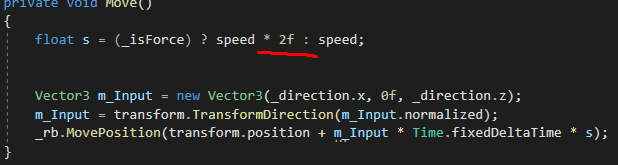 private void Move()
{
float s = (_isForce) ? speed * 2f : speed;
Vector3 m_Input = new Vector3(_direction.x, 0f, _direction.z);
m_Input = transform.TransformDirection(m_Input.normalized);
_rb.MovePosition(transform.position + m_Input * Time.fixedDeltaTime * s);
}